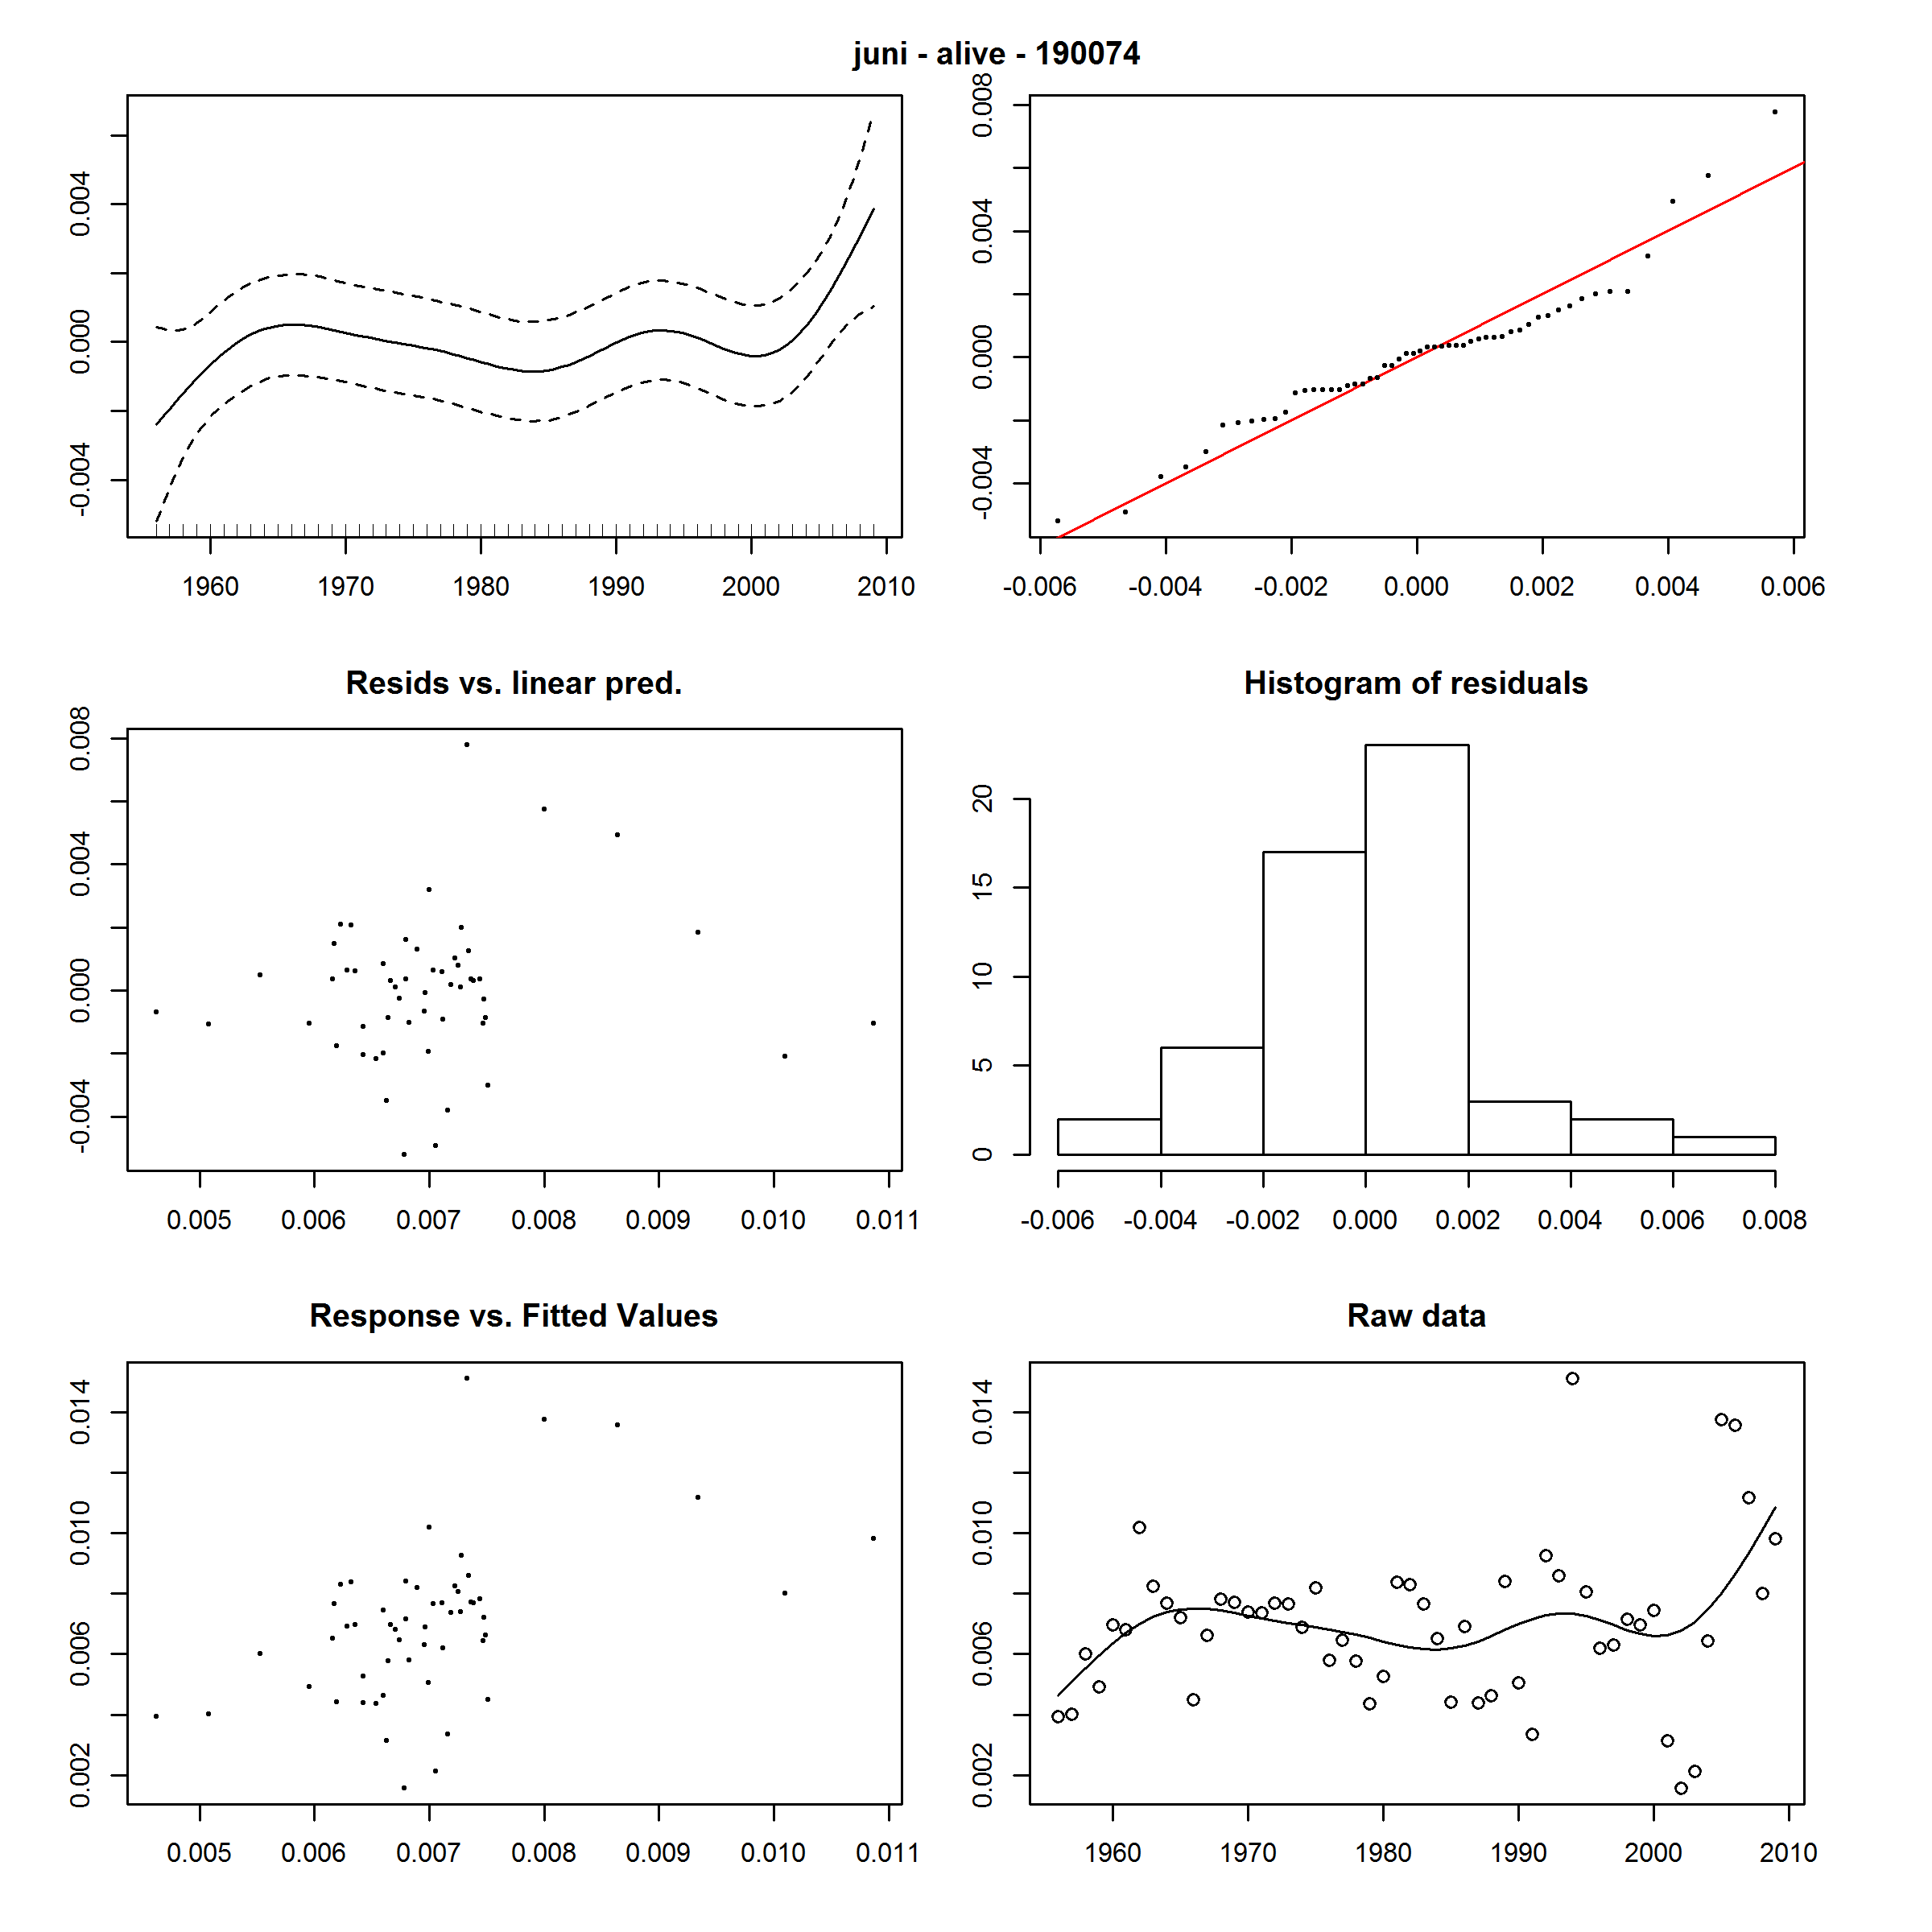 juni - alive - 190074
0.004
0.000
-0.004
1960 1970 1980 1990 2000 2010
0.008
0.004
0.000
-0.004
-0.006 -0.004 -0.002 0.000 0.002 0.004 0.006
Resids vs. linear pred.
0.008
0.004
0.000
-0.004
0.005 0.006 0.007 0.008 0.009 0.010 0.011
Histogram of residuals
20
15
10
5
0
-0.006 -0.004 -0.002 0.000 0.002 0.004 0.006 0.008
Response vs. Fitted Values
0.014
0.010
0.006
0.002
0.005 0.006 0.007 0.008 0.009 0.010 0.011
Raw data
0.014
0.010
0.006
0.002
1960 1970 1980 1990 2000 2010